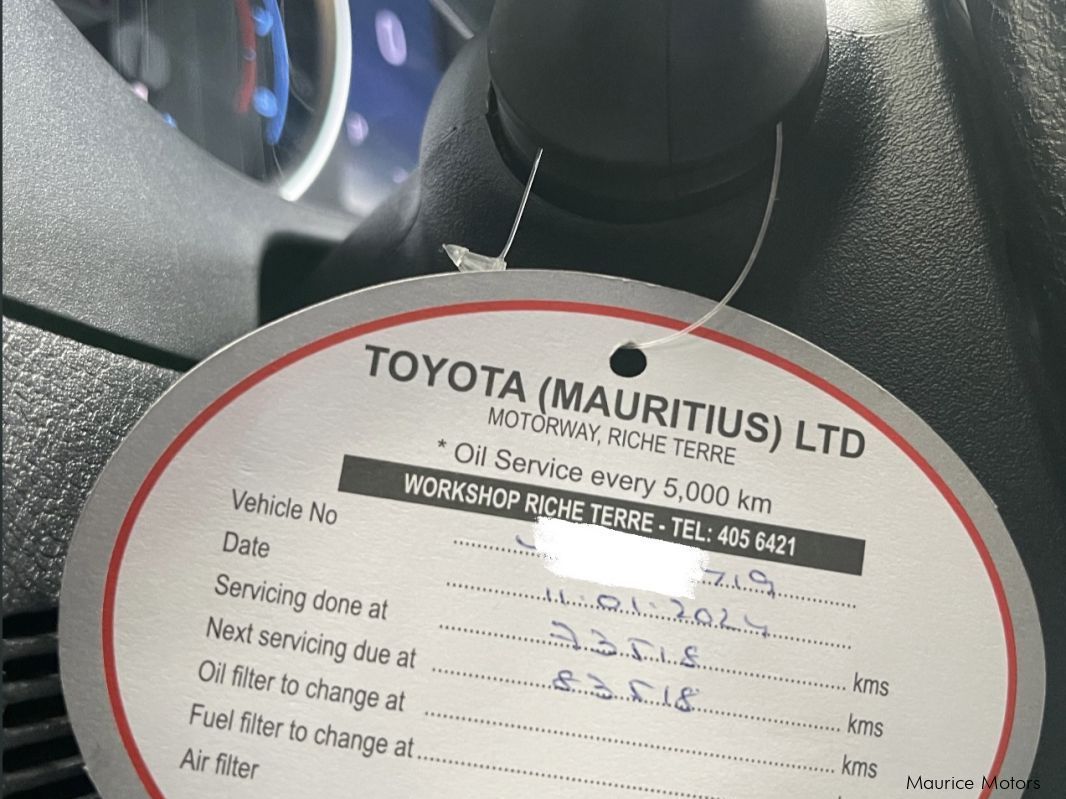 TOYOTA (MAURITIUS) LTD
MOTORWAY, RICHE TERRE
* Oil Service every 5,000 km
WORKSHOP RICHE TERRE - TEL: 405 6421
Vehicle No 719
Date 11.01.2024
Servicing done at 73518 kms
Next servicing due at 83518 kms
Oil filter to change at kms
Fuel filter to change at
Air filter
Maurice Motors